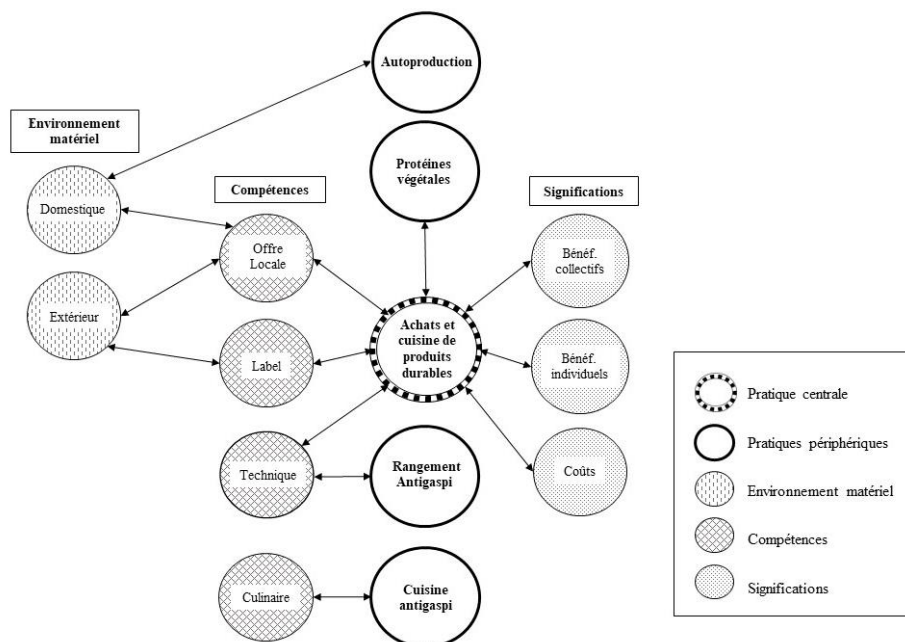 Autoproduction
Environnement
matériel
Protéines
végétales
Compétences
Significations
Domestique
Offre
Locale
Bénéf.
collectifs
Extérieur
Achats et
cuisine de
produits
durables
Label
Bénéf.
individuels
Technique
Rangement
Antigaspi
Coûts
Culinaire
Cuisine
antigaspi
Pratique centrale
Pratiques périphériques
Environnement matériel
Compétences
Significations